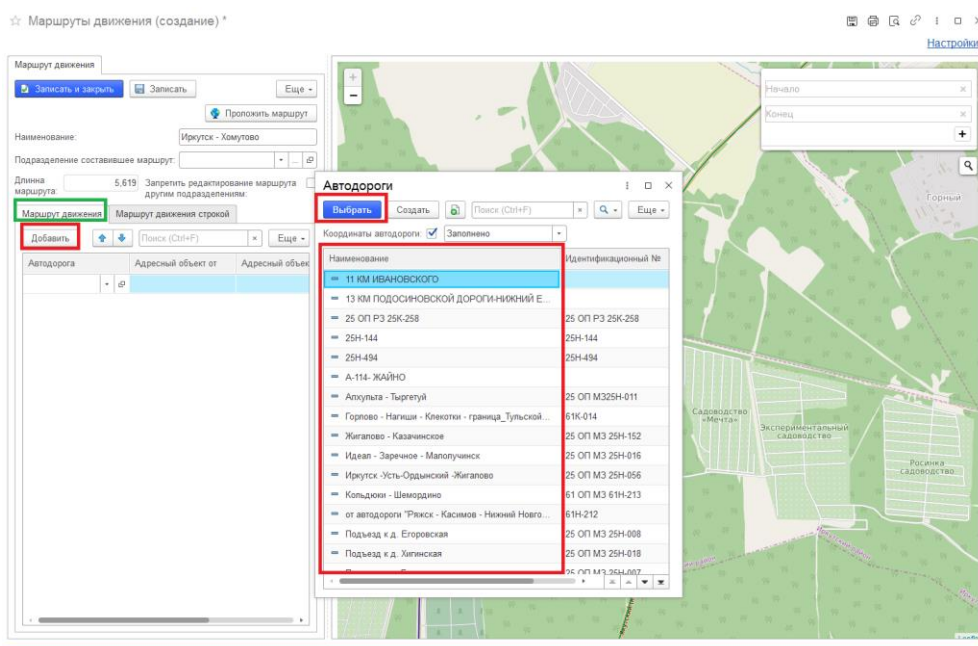 Маршруты движения (создание) *
Настройки
Маршрут движения
Записать и закрыть
Записать
Еще
Проложить маршрут
Наименование:
Иркутск - Хомутово
Подразделение составившее маршрут:
Длинна маршрута:
5,619
Запретить редактирование маршрута другим подразделениям:
Маршрут движения
Маршрут движения строкой
Добавить
Поиск (Ctrl+F)
Еще
Автодорога
Адресный объект от
Адресный объек
Автодороги
Выбрать
Создать
Поиск (Ctrl+F)
Еще
Координаты автодороги:
Заполнено
Наименование
Идентификационный №
11 КМ ИВАНОВСКОГО
13 КМ ПОДОСИНОВСКОЙ ДОРОГИ-НИЖНИЙ Е...
25 ОП РЗ 25К-258
25 ОП РЗ 25К-258
25Н-144
25Н-144
25Н-494
25Н-494
А-114- ЖАЙНО
Алхульта - Тыргетуй
25 ОП МЗ25Н-011
Горлово - Нагиши - Клекотки - граница_Тульской...
61К-014
Жигалово - Казачинское
25 ОП МЗ 25Н-152
Идеал - Заречное - Малолучинск
25 ОП МЗ 25Н-016
Иркутск -Усть-Ордынский -Жигалово
25 ОП МЗ 25Н-056
Кольдюки - Шемордино
61 ОП МЗ 61Н-213
от автодороги "Ряжск - Касимов - Нижний Новго...
61Н-212
Подъезд к д. Егоровская
25 ОП МЗ 25Н-008
Подъезд к д. Хигинская
25 ОП МЗ 25Н-018
25 ОП МЗ 25Н-007
Начало
Конец
Горный
Садоводство «Мечта»
Экспериментальный садоводство
Росинка садоводство